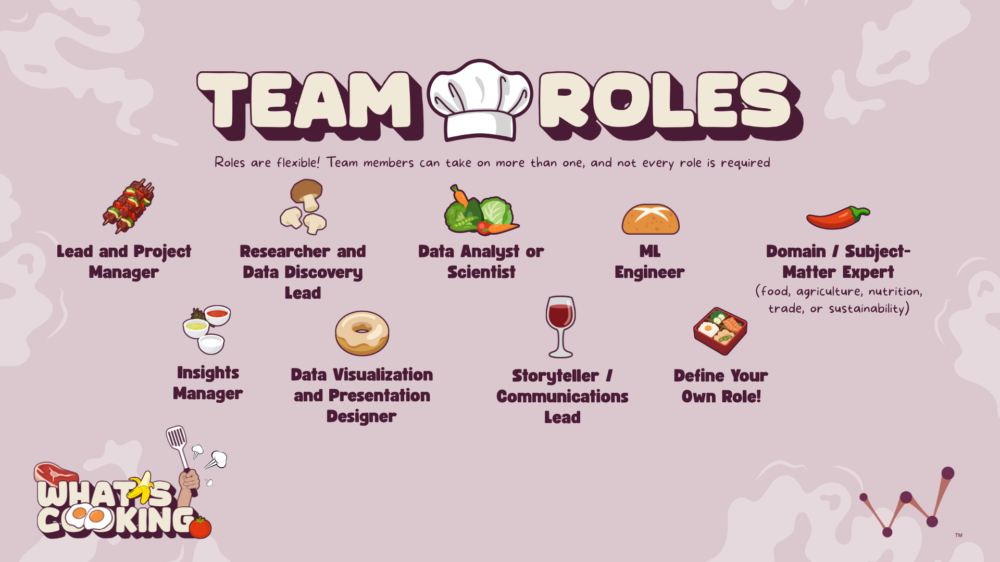 TEAM ROLES
Roles are flexible! Team members can take on more than one, and not every role is required
Lead and Project
Manager
Researcher and
Data Discovery
Lead
Data Analyst or
Scientist
ML
Engineer
Domain / Subject-
Matter Expert
(food, agriculture, nutrition,
trade, or sustainability)
Insights
Manager
Data Visualization
and Presentation
Designer
Storyteller /
Communications
Lead
Define Your
Own Role!
WHAT'S
COOKING
TM